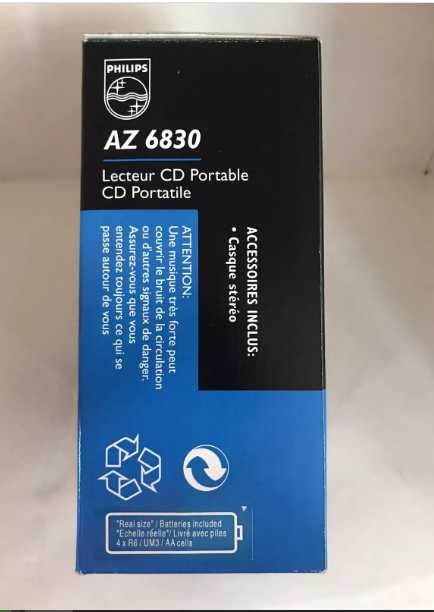 PHILIPS
AZ 6830
Lecteur CD Portable
CD Portatile
ACCESSOIRES INCLUS:
• Casque stéréo
ATTENTION:
Une musique très forte peut
couvrir le bruit de la circulation
ou d'autres signaux de danger.
Assurez-vous que vous
entendez toujours ce qui se
passe autour de vous
"Real size" / Batteries included
"Echelle réelle"/ Livré avec piles
4 x R6 / UM3 / AA cells